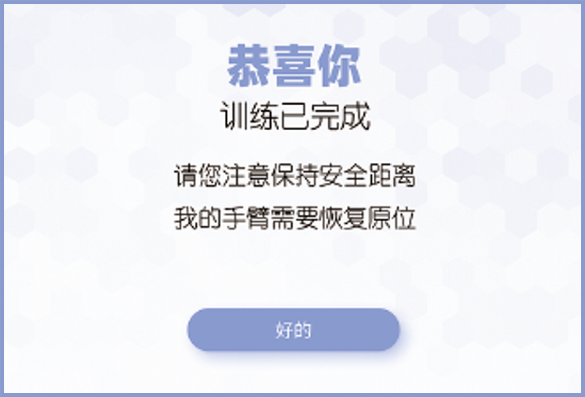 恭喜你
训练已完成
请您注意保持安全距离
我的手臂需要恢复原位
好的